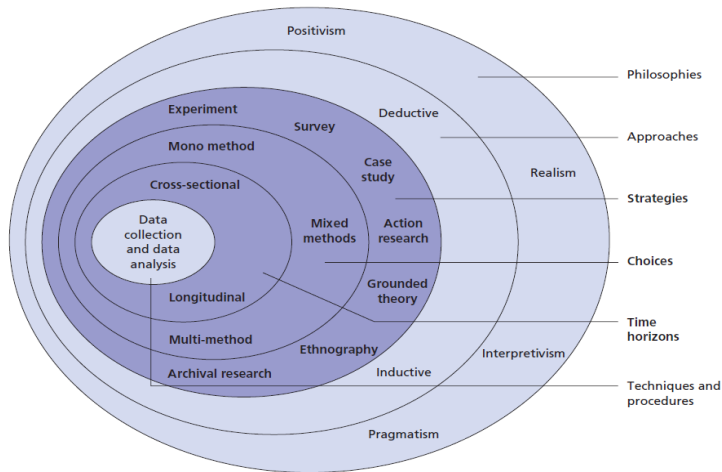 Positivism
Philosophies
Experiment
Deductive
Survey
Approaches
Mono method
Case
study
Realism
Cross-sectional
Strategies
Data
collection
and data
analysis
Mixed
methods
Action
research
Choices
Longitudinal
Grounded
theory
Time
horizons
Multi-method
Ethnography
Interpretivism
Archival research
Inductive
Techniques and
procedures
Pragmatism